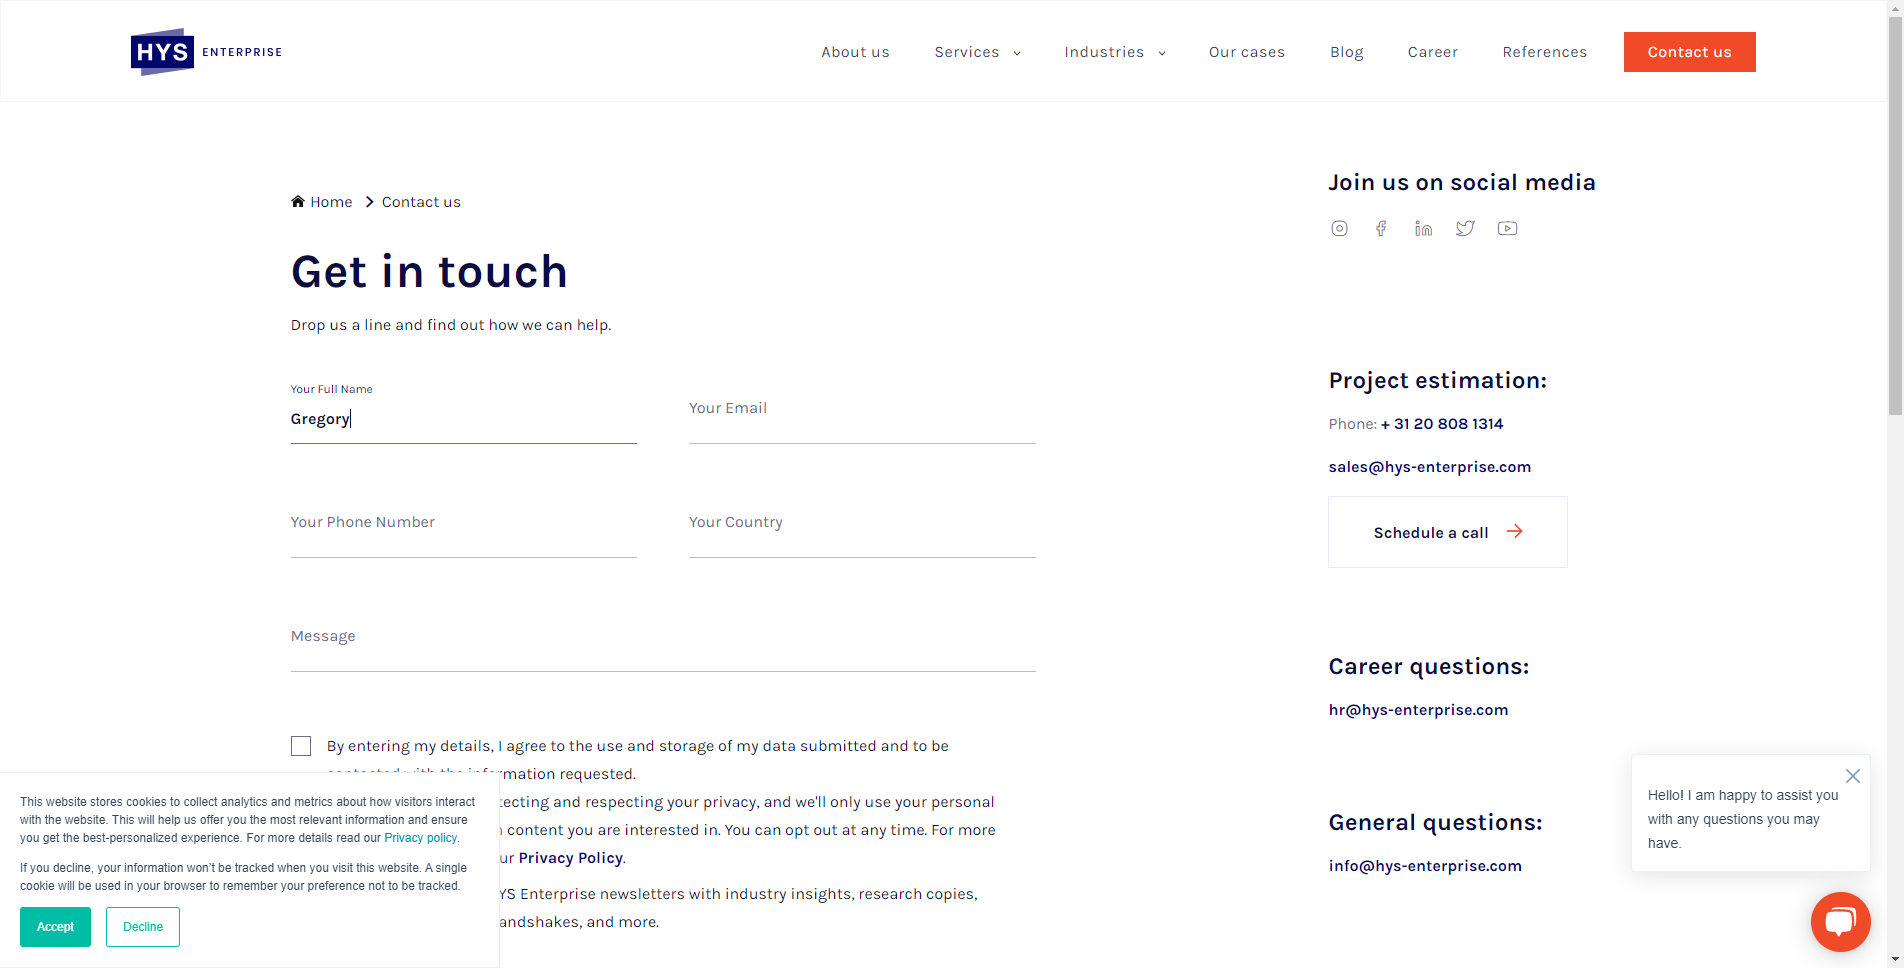 HYS ENTERPRISE
About us
Services
Industries
Our cases
Blog
Career
References
Contact us
Home
Contact us
Get in touch
Drop us a line and find out how we can help.
Your Full Name
Gregory
Your Email
Your Phone Number
Your Country
Message
By entering my details, I agree to the use and storage of my data submitted and to be
information requested.
tecting and respecting your privacy, and we'll only use your personal
content you are interested in. You can opt out at any time. For more
ur Privacy Policy.
YS Enterprise newsletters with industry insights, research copies,
andshakes, and more.
Join us on social media
Project estimation:
Phone: + 31 20 808 1314
sales@hys-enterprise.com
Schedule a call
Career questions:
hr@hys-enterprise.com
General questions:
info@hys-enterprise.com
This website stores cookies to collect analytics and metrics about how visitors interact
with the website. This will help us offer you the most relevant information and ensure
you get the best-personalized experience. For more details read our Privacy policy.
If you decline, your information won't be tracked when you visit this website. A single
cookie will be used in your browser to remember your preference not to be tracked.
Accept
Decline
Hello! I am happy to assist you
with any questions you may
have.